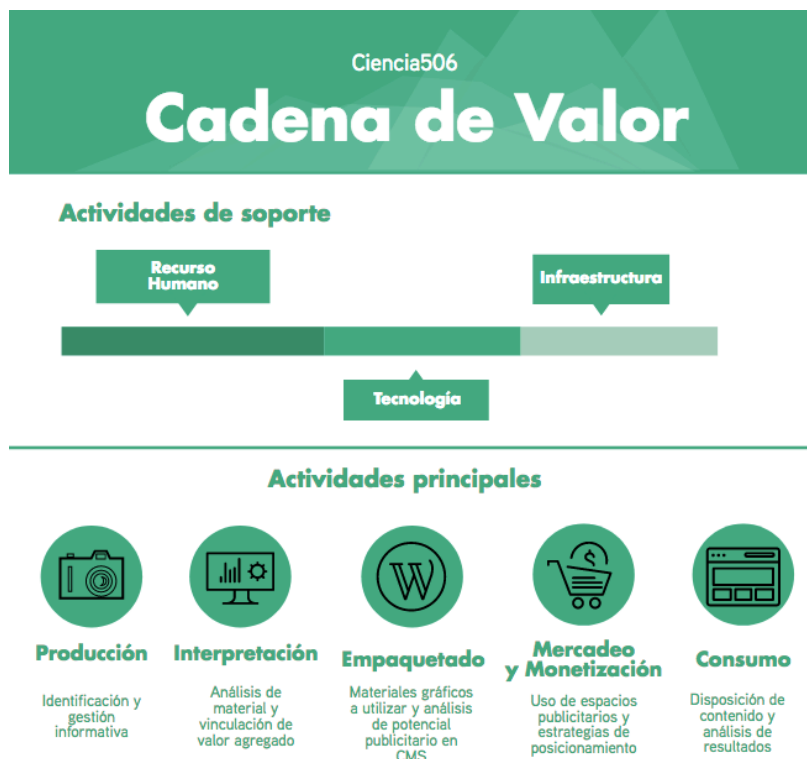 Ciencia506
Cadena de Valor
Actividades de soporte
Recurso
Humano
Infraestructura
Tecnología
Actividades principales
Producción
Identificación y
gestión
informativa
Interpretación
Análisis de
material y
vinculación de
valor agregado
W
Empaquetado
Materiales gráficos
a utilizar y análisis
de potencial
publicitario en
CMS
$
Mercadeo
y Monetización
Uso de espacios
publicitarios y
estrategias de
posicionamiento
Consumo
Disposición de
contenido y
análisis de
resultados